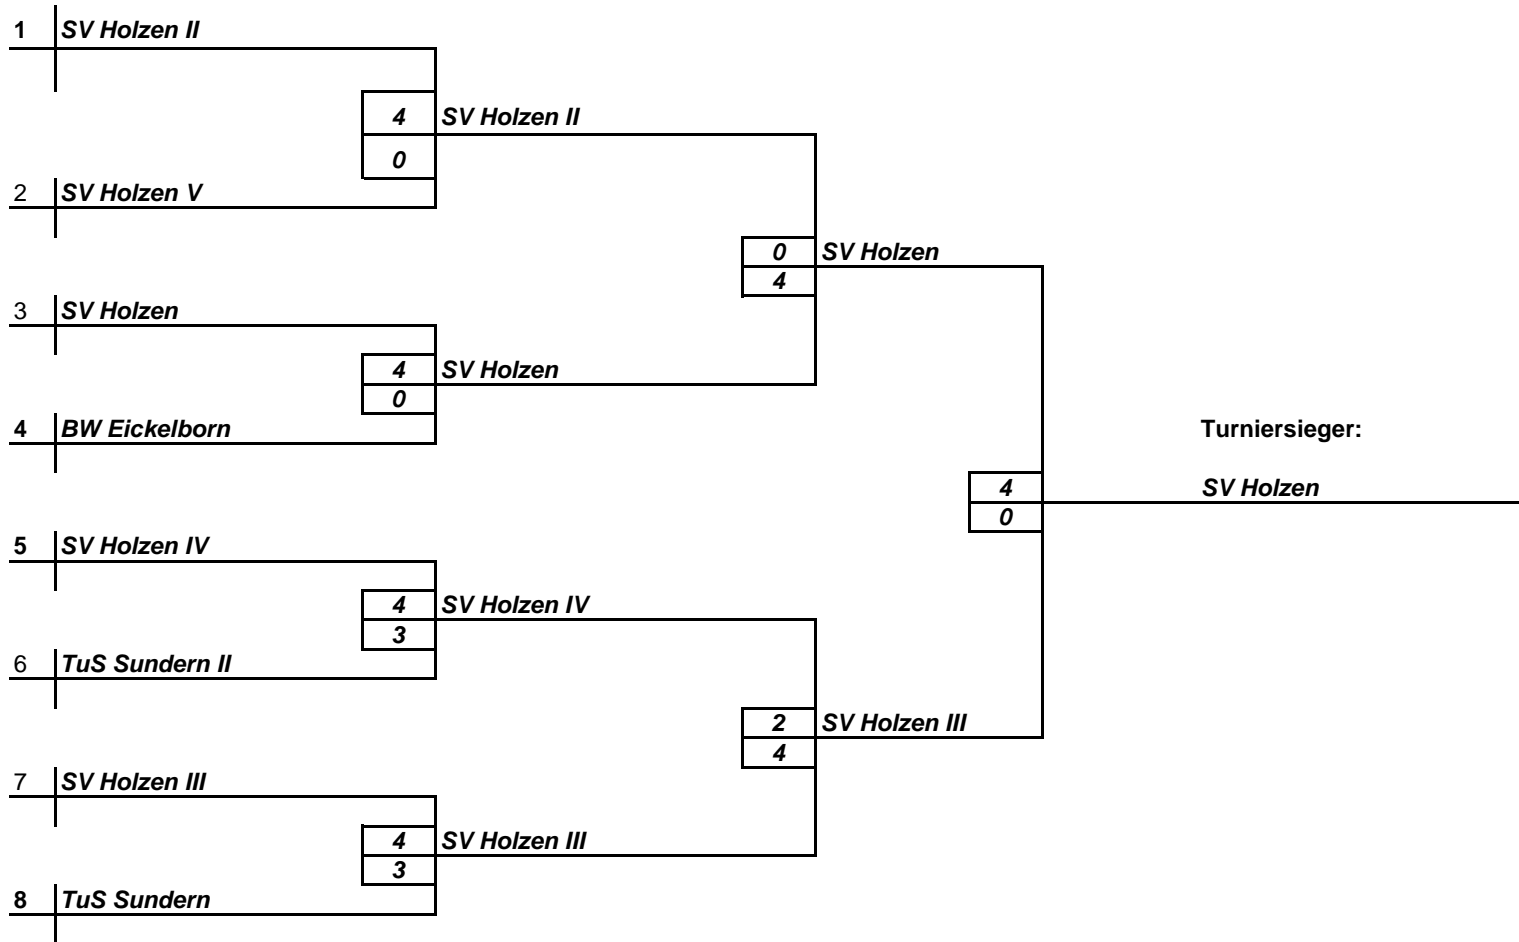 1 SV Holzen II
4 SV Holzen II
0
2 SV Holzen V
0 SV Holzen
4
3 SV Holzen
4 SV Holzen
0
4 BW Eickelborn
Turniersieger:
4 SV Holzen
0
5 SV Holzen IV
4 SV Holzen IV
3
6 TuS Sundern II
2 SV Holzen III
4
7 SV Holzen III
4 SV Holzen III
3
8 TuS Sundern